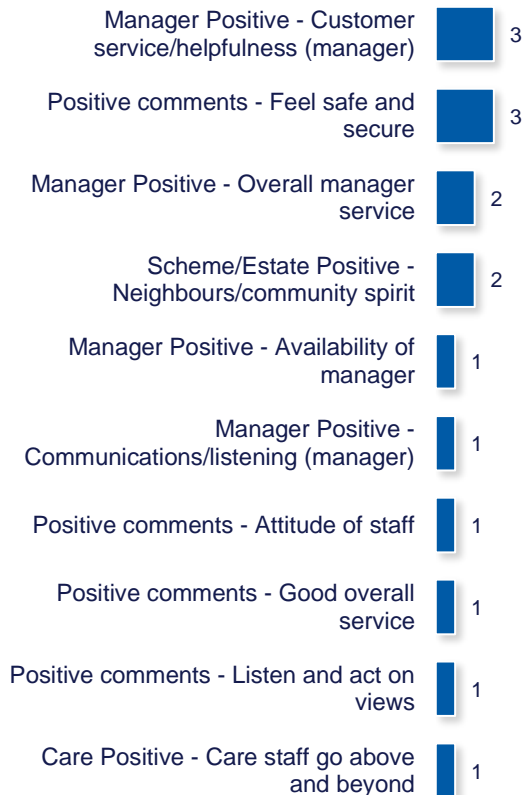 Manager Positive - Customer
service/helpfulness (manager)
3
Positive comments - Feel safe and
secure
3
Manager Positive - Overall manager
service
2
Scheme/Estate Positive -
Neighbours/community spirit
2
Manager Positive - Availability of
manager
1
Manager Positive -
Communications/listening (manager)
1
Positive comments - Attitude of staff
1
Positive comments - Good overall
service
1
Positive comments - Listen and act on
views
1
Care Positive - Care staff go above
and beyond
1